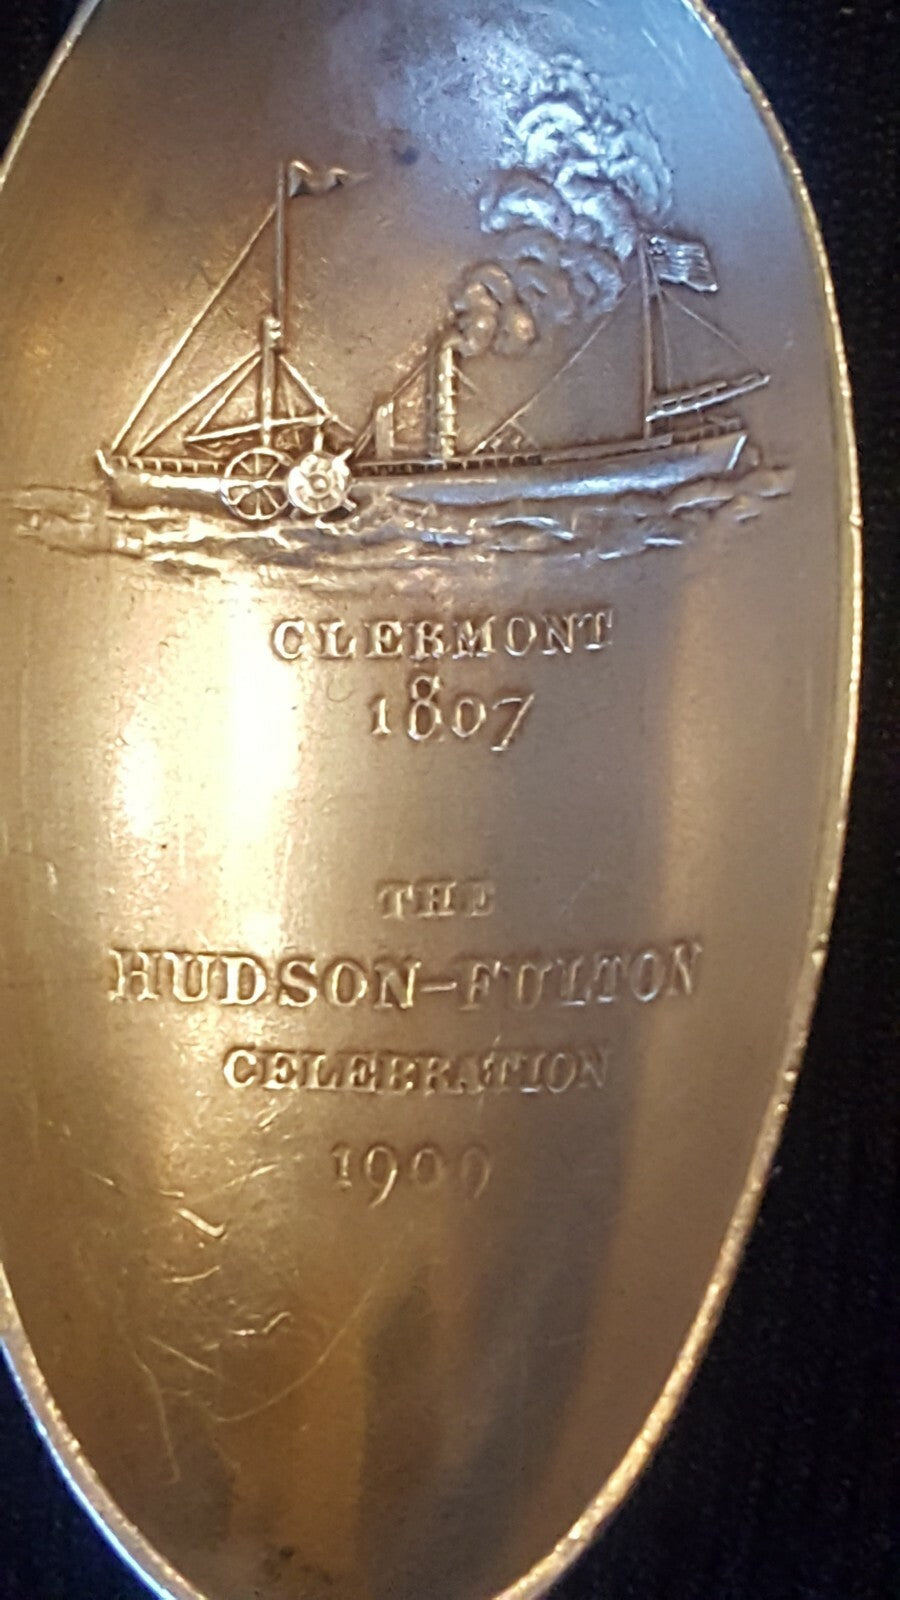 CLERMONT
1807
THE
HUDSON-FULTON
CELEBRATION
1909